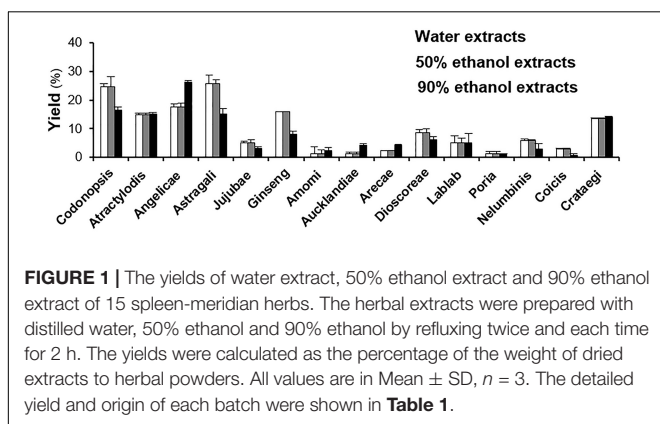 Water extracts
50% ethanol extracts
90% ethanol extracts
Yield (%)
40
30
20
10
0
Codonopsis
Atractylodis
Angelicae
Astragali
Jujubae
Ginseng
Amomi
Aucklandiae
Arecae
Dioscoreae
Lablab
Poria
Nelumbinis
Coicis
Crataegi
FIGURE 1 | The yields of water extract, 50% ethanol extract and 90% ethanol
extract of 15 spleen-meridian herbs. The herbal extracts were prepared with
distilled water, 50% ethanol and 90% ethanol by refluxing twice and each time
for 2 h. The yields were calculated as the percentage of the weight of dried
extracts to herbal powders. All values are in Mean ± SD, n = 3. The detailed
yield and origin of each batch were shown in Table 1.